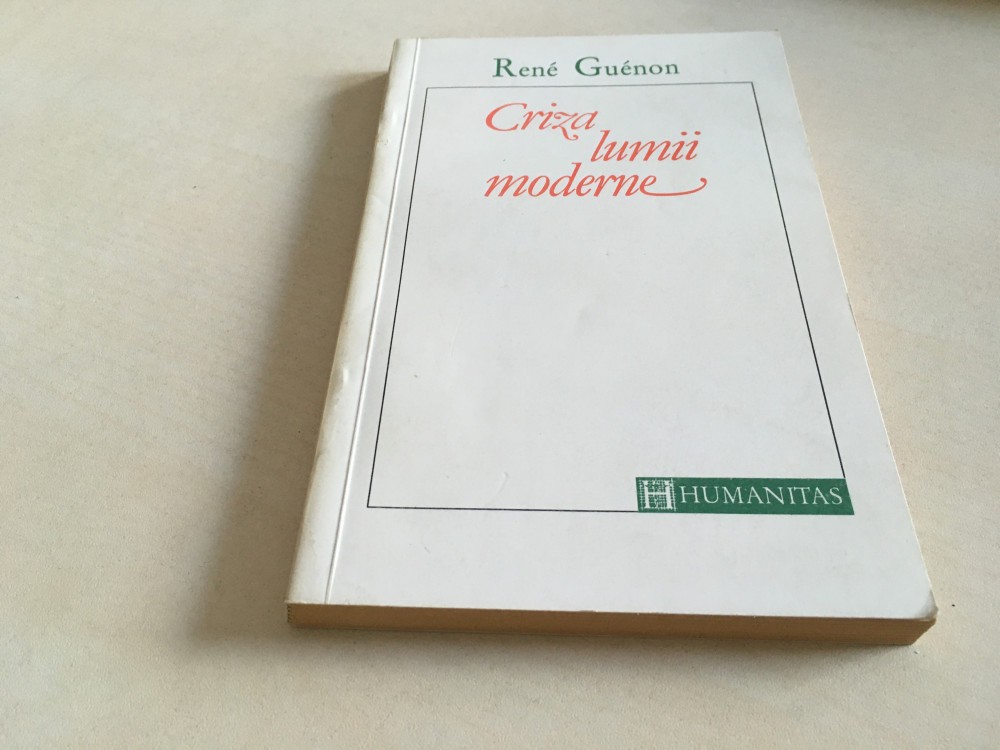 René Guénon
Criza
lumii
moderne
H HUMANITAS